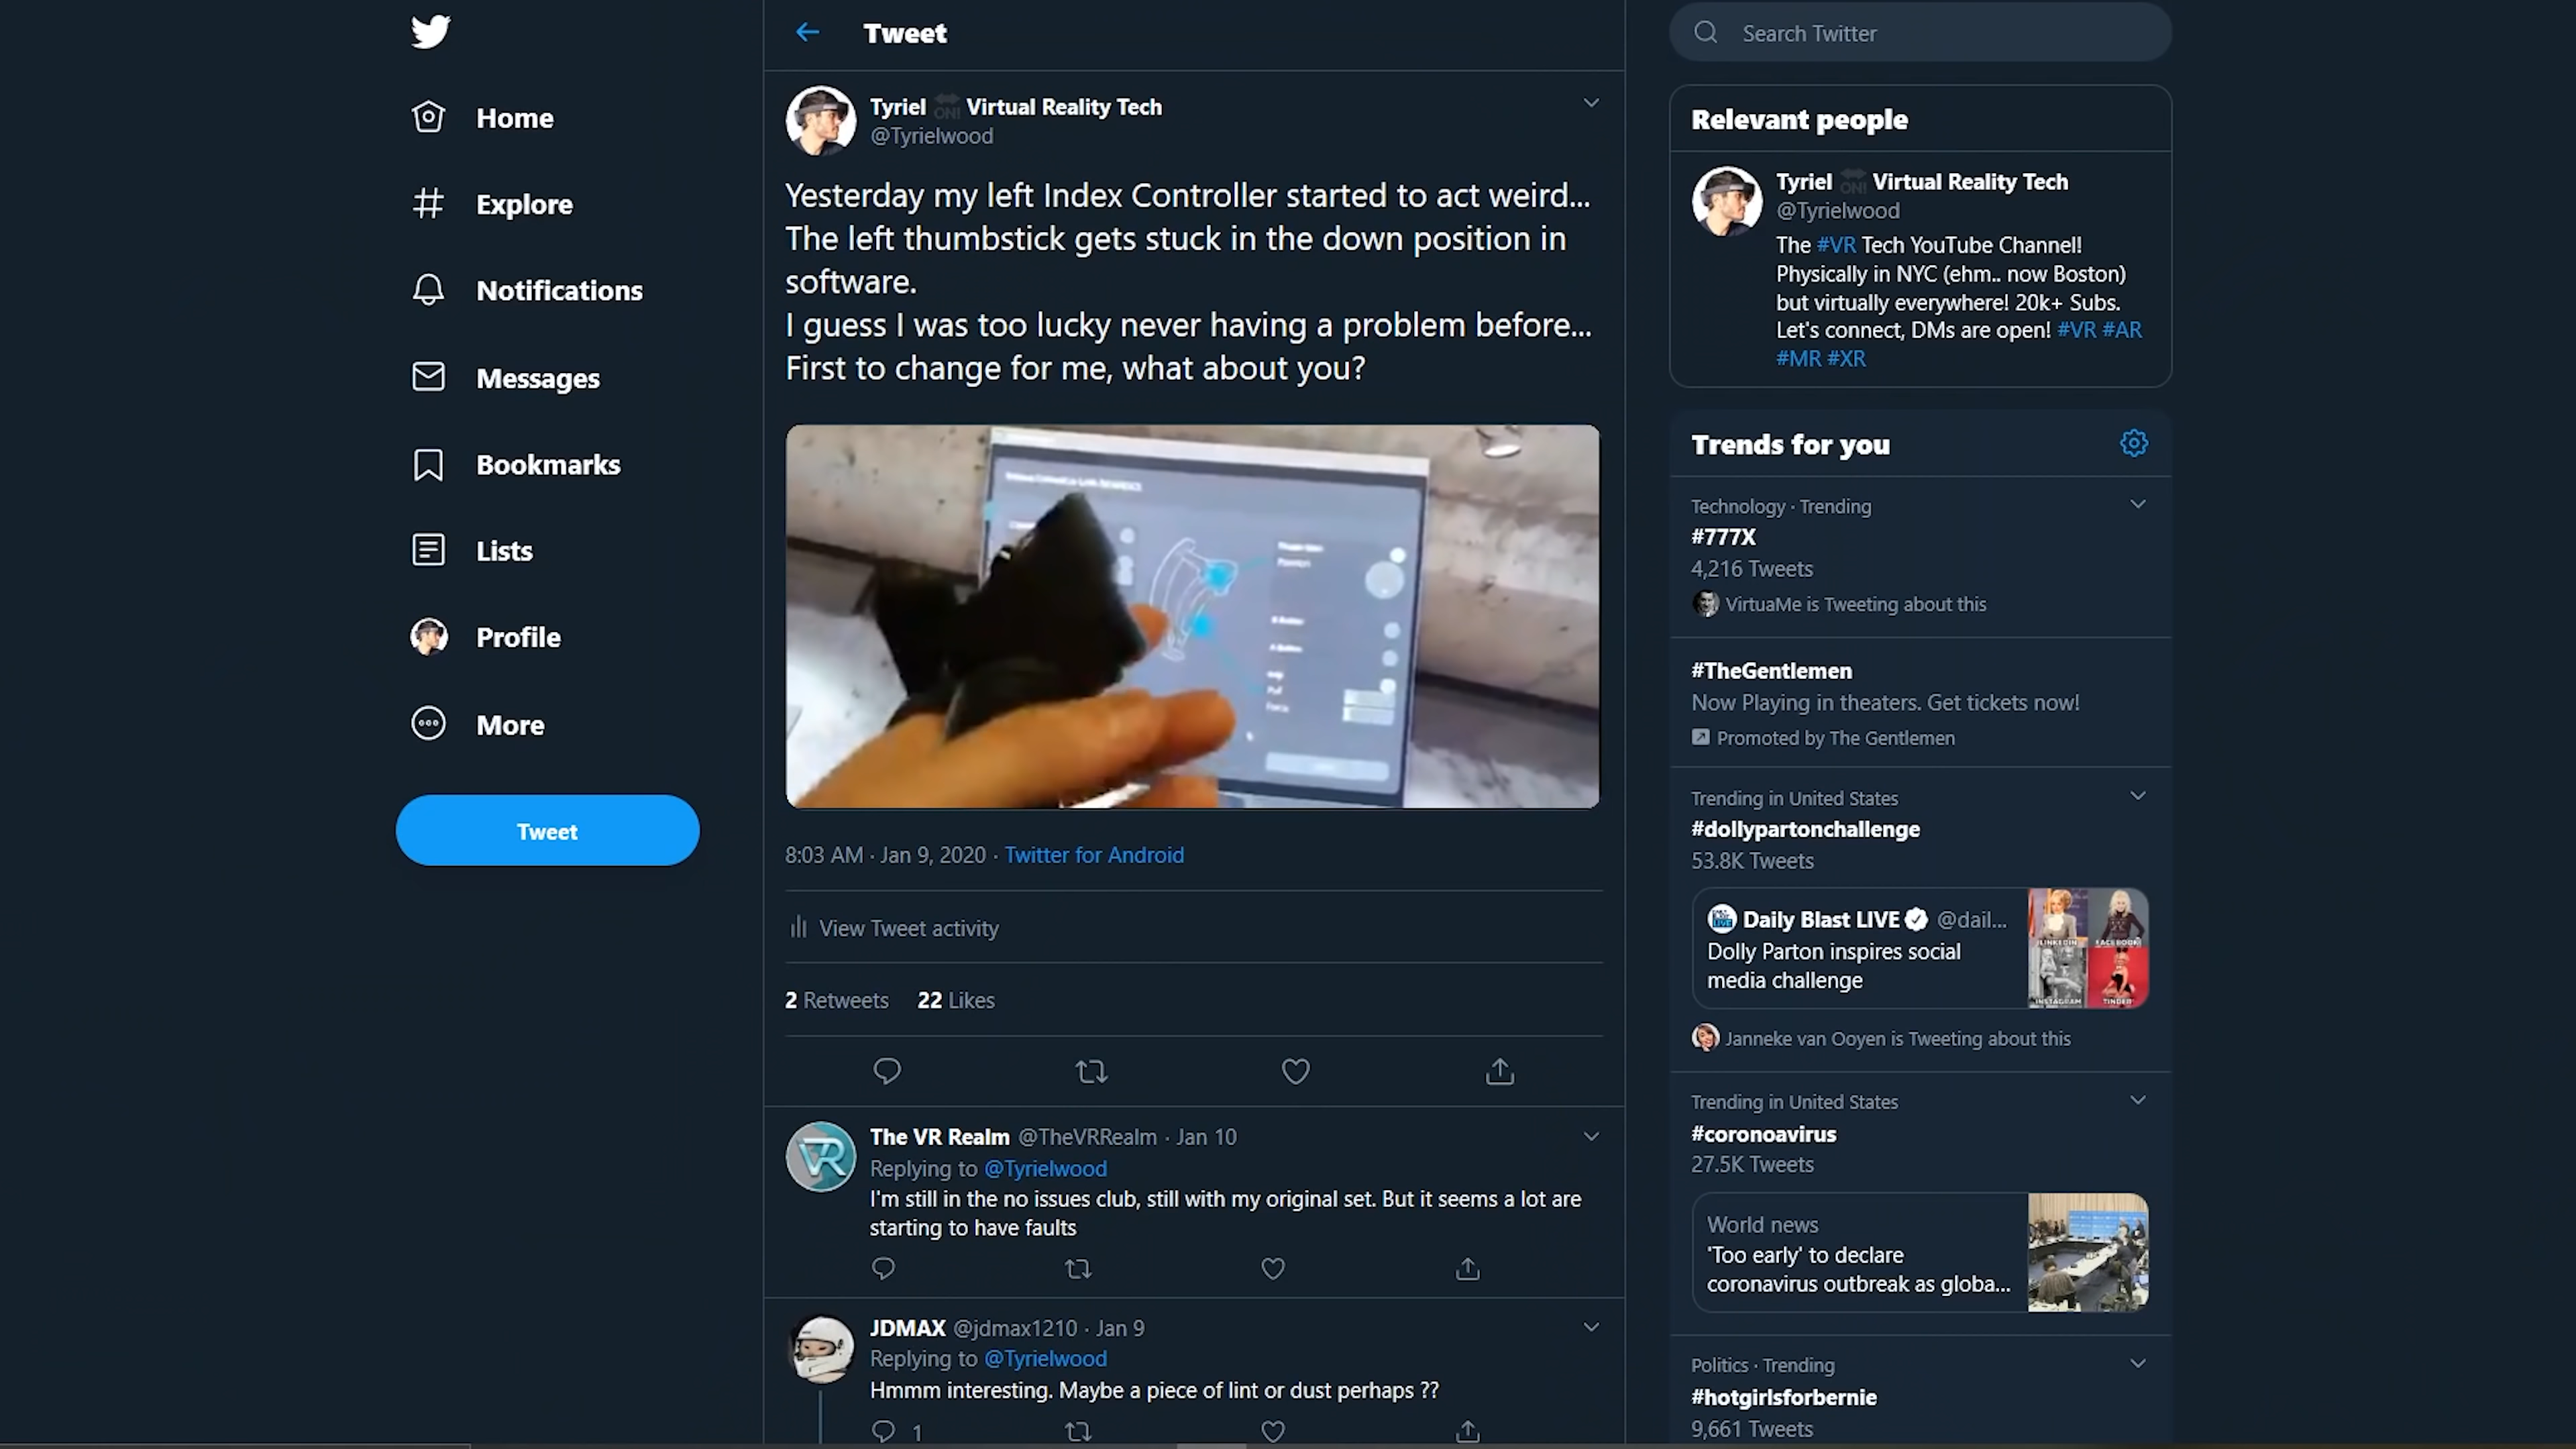 Home
Explore
Notifications
Messages
Bookmarks
Lists
Profile
More
Tweet
Tweet
Tyriel ON! Virtual Reality Tech
@Tyrielwood
Yesterday my left Index Controller started to act weird...
The left thumbstick gets stuck in the down position in
software.
I guess I was too lucky never having a problem before...
First to change for me, what about you?
8:03 AM · Jan 9, 2020 · Twitter for Android
View Tweet activity
2 Retweets 22 Likes
The VR Realm @TheVRRealm · Jan 10
Replying to @Tyrielwood
I'm still in the no issues club, still with my original set. But it seems a lot are
starting to have faults
JDMAX @jdmax1210 · Jan 9
Replying to @Tyrielwood
Hmmm interesting. Maybe a piece of lint or dust perhaps ??
1
Search Twitter
Relevant people
Tyriel ON! Virtual Reality Tech
@Tyrielwood
The #VR Tech YouTube Channel!
Physically in NYC (ehm.. now Boston)
but virtually everywhere! 20k+ Subs.
Let's connect, DMs are open! #VR #AR
#MR #XR
Trends for you
Technology · Trending
#777X
4,216 Tweets
VirtuaMe is Tweeting about this
#TheGentlemen
Now Playing in theaters. Get tickets now!
Promoted by The Gentlemen
Trending in United States
#dollypartonchallenge
53.8K Tweets
Daily Blast LIVE @dail...
Dolly Parton inspires social
media challenge
LINKEDIN FACEBOOK
INSTAGRAM TINDER
Janneke van Ooyen is Tweeting about this
Trending in United States
#coronoavirus
27.5K Tweets
World news
'Too early' to declare
coronavirus outbreak as globa...
Politics · Trending
#hotgirlsforbernie
9,661 Tweets